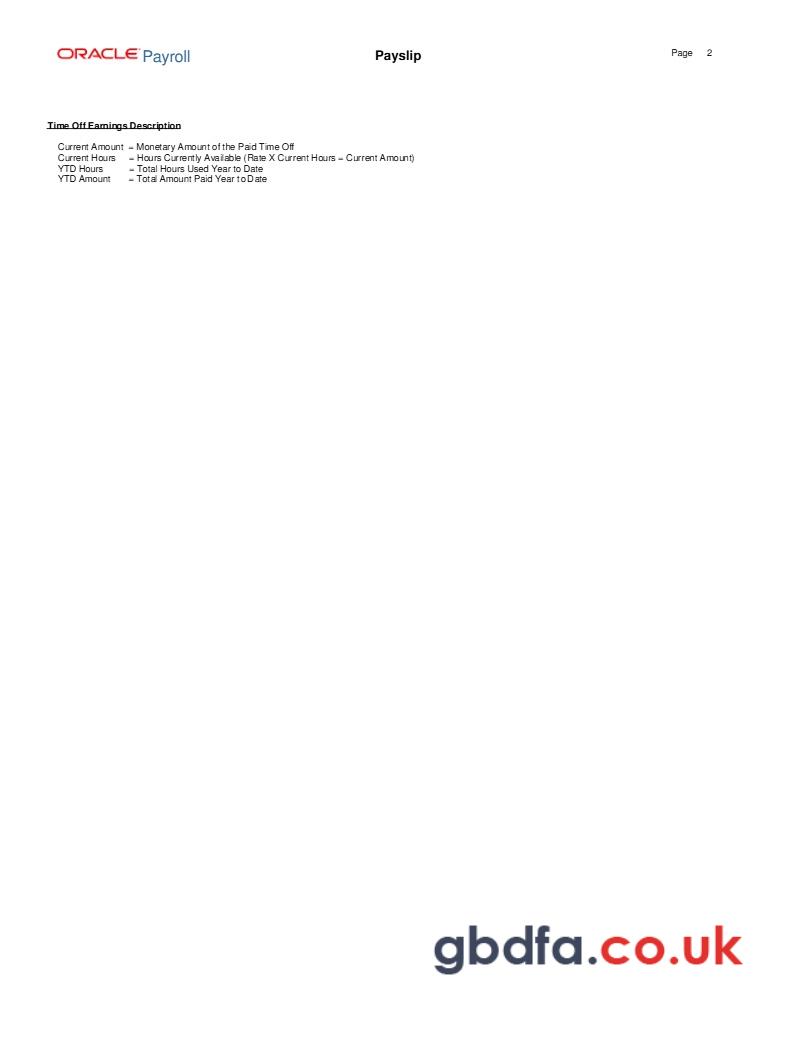 ORACLE Payroll Payslip Page 2
Time Off Earnings Description
Current Amount = Monetary Amount of the Paid Time Off
Current Hours = Hours Currently Available (Rate X Current Hours = Current Amount)
YTD Hours = Total Hours Used Year to Date
YTD Amount = Total Amount Paid Year to Date
gbdfa.co.uk